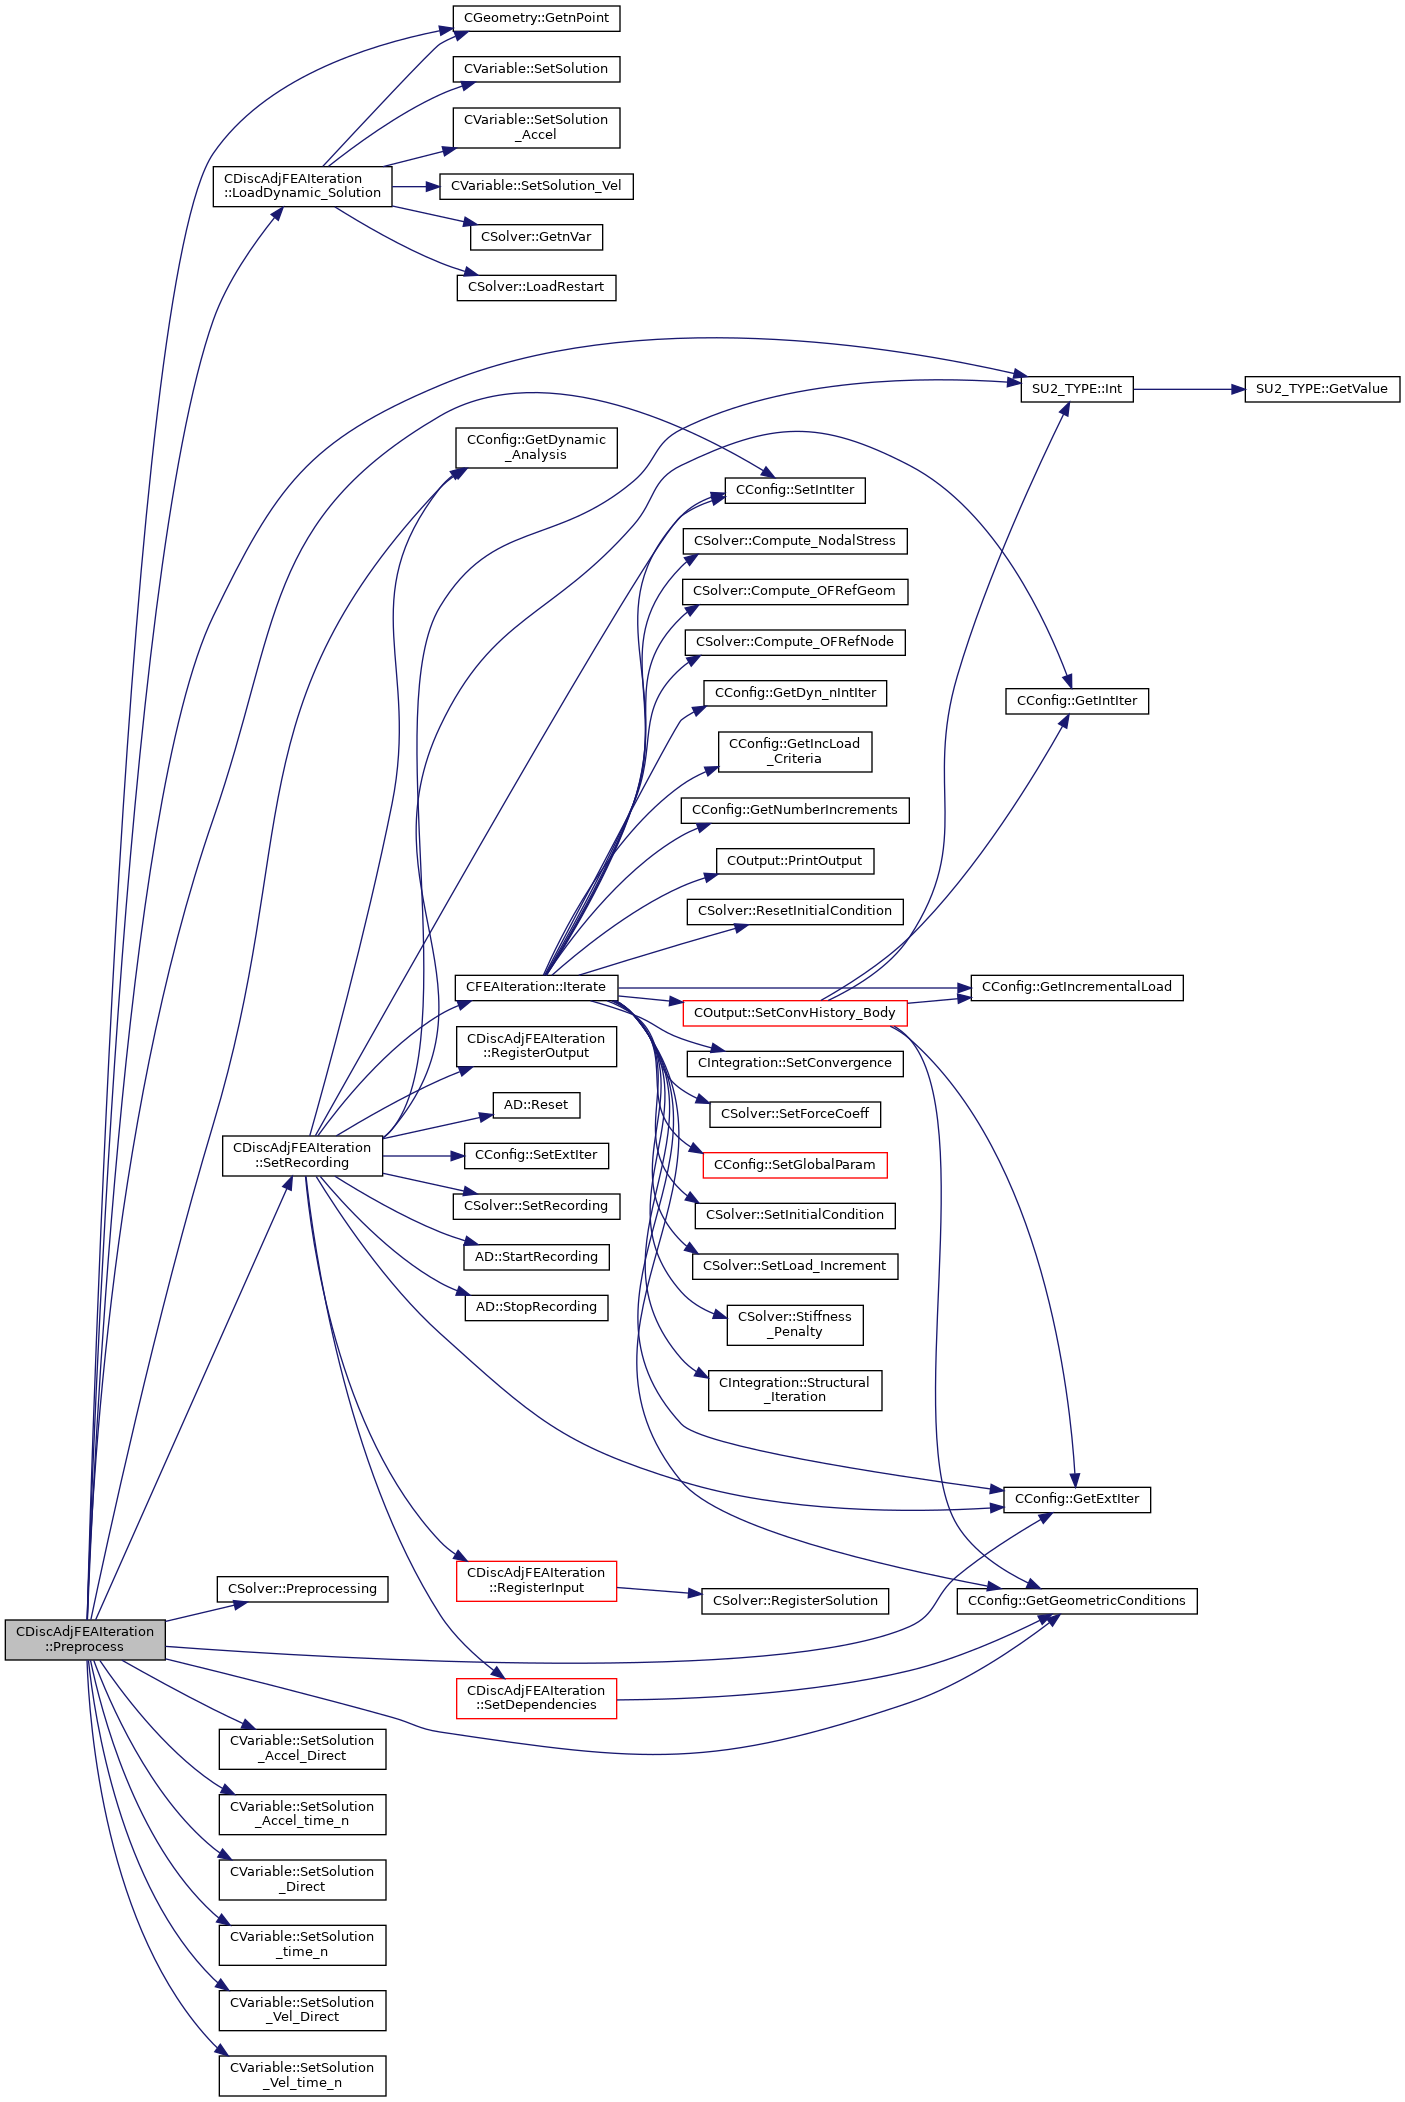 CGeometry::GetnPoint
CVariable::SetSolution
CVariable::SetSolution
_Accel
CDiscAdjFEAIteration
::LoadDynamic_Solution
CVariable::SetSolution_Vel
CSolver::GetnVar
CSolver::LoadRestart
SU2_TYPE::Int
SU2_TYPE::GetValue
CConfig::GetDynamic
_Analysis
CConfig::SetIntIter
CSolver::Compute_NodalStress
CSolver::Compute_OFRefGeom
CSolver::Compute_OFRefNode
CConfig::GetDyn_nIntIter
CConfig::GetIntIter
CConfig::GetIncLoad
_Criteria
CConfig::GetNumberIncrements
COutput::PrintOutput
CSolver::ResetInitialCondition
CFEAIteration::Iterate
CConfig::GetIncrementalLoad
COutput::SetConvHistory_Body
CDiscAdjFEAIteration
::RegisterOutput
CIntegration::SetConvergence
AD::Reset
CSolver::SetForceCoeff
CDiscAdjFEAIteration
::SetRecording
CConfig::SetExtIter
CConfig::SetGlobalParam
CSolver::SetRecording
CSolver::SetInitialCondition
AD::StartRecording
CSolver::SetLoad_Increment
AD::StopRecording
CSolver::Stiffness
_Penalty
CIntegration::Structural
_Iteration
CConfig::GetExtIter
CDiscAdjFEAIteration
::RegisterInput
CSolver::Preprocessing
CSolver::RegisterSolution
CConfig::GetGeometricConditions
CDiscAdjFEAIteration
::Preprocess
CDiscAdjFEAIteration
::SetDependencies
CVariable::SetSolution
_Accel_Direct
CVariable::SetSolution
_Accel_time_n
CVariable::SetSolution
_Direct
CVariable::SetSolution
_time_n
CVariable::SetSolution
_Vel_Direct
CVariable::SetSolution
_Vel_time_n